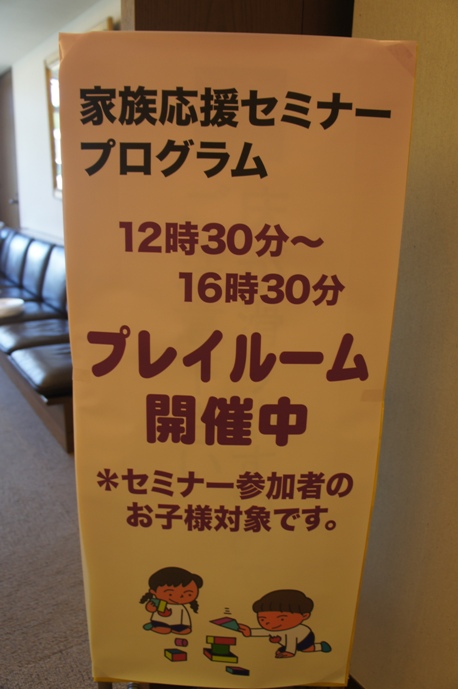 家族応援セミナー
プログラム
12時30分～
16時30分
プレイルーム
開催中
＊セミナー参加者の
お子様対象です。